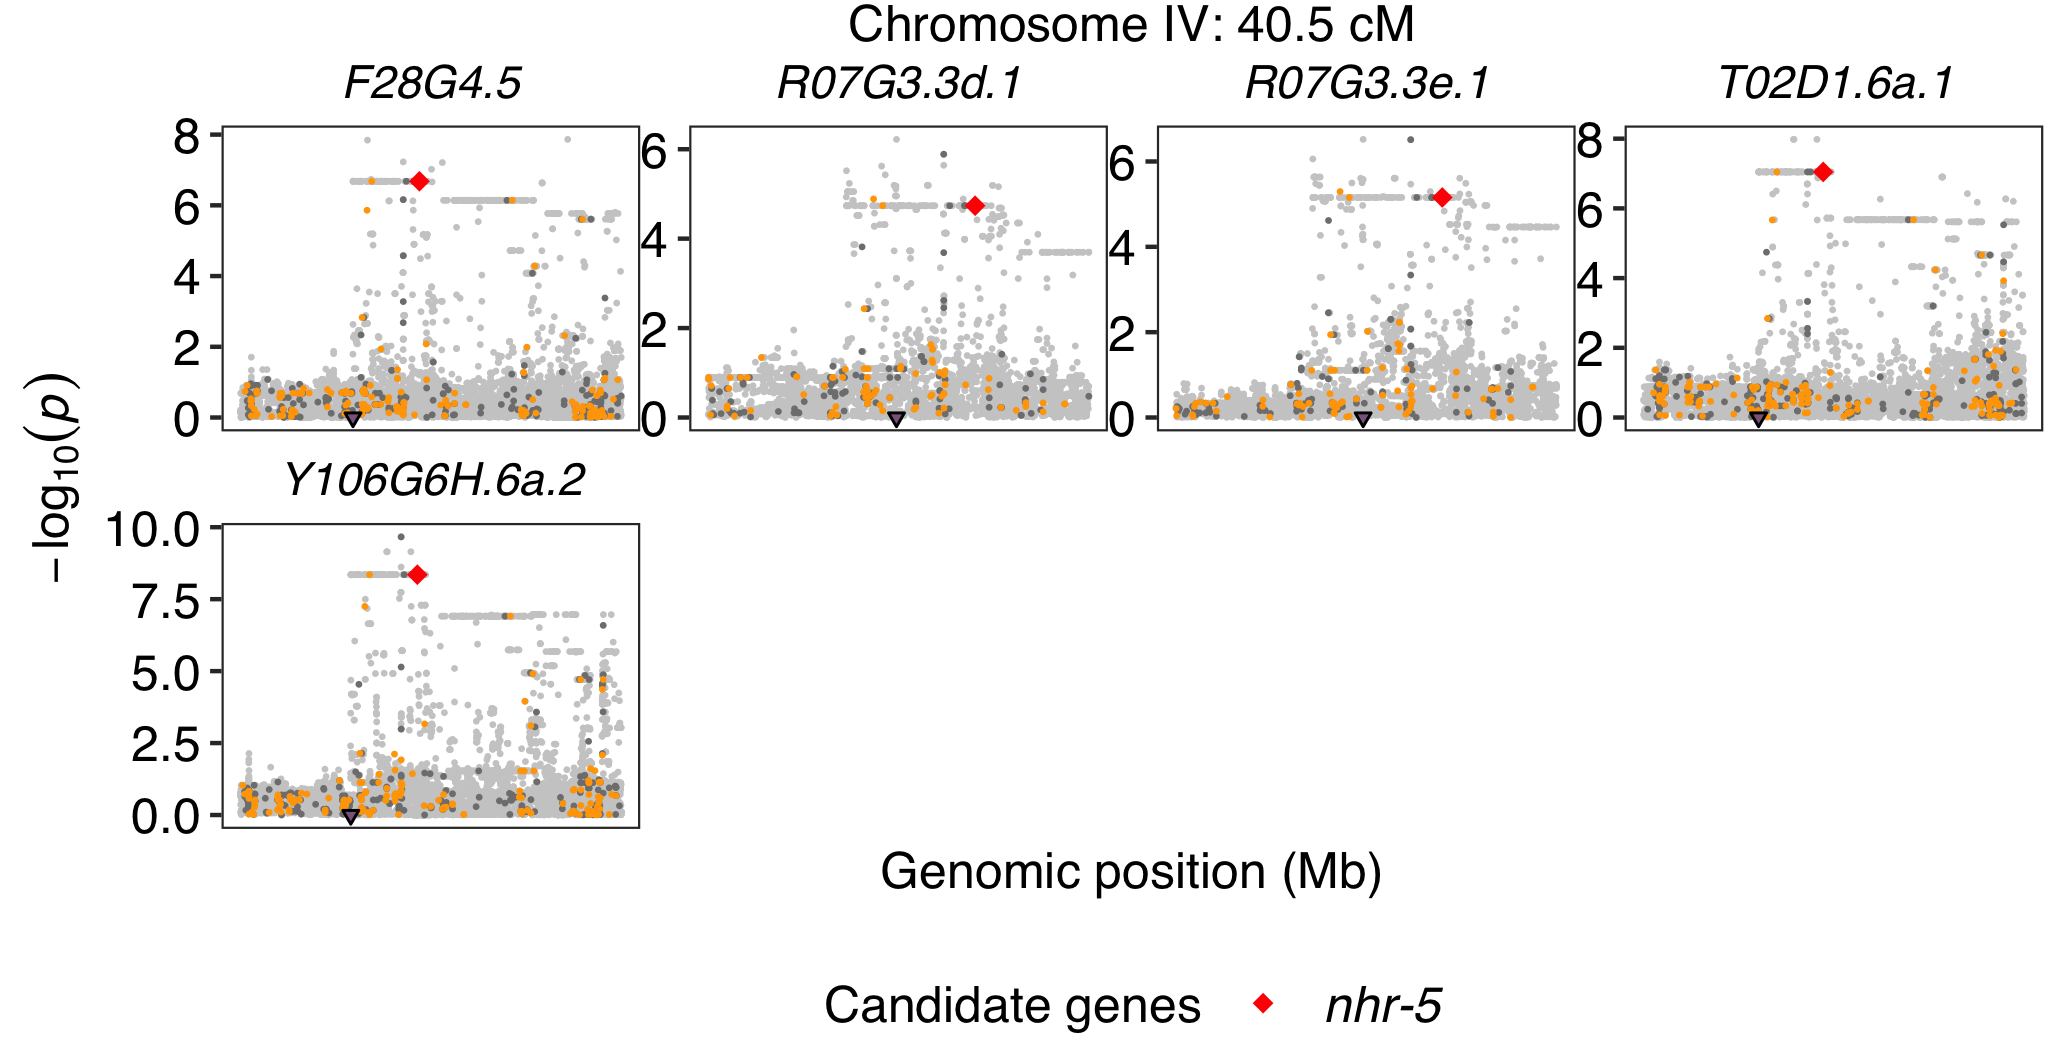 Chromosome IV: 40.5 cM
F28G4.5
R07G3.3d.1
R07G3.3e.1
T02D1.6a.1
8
6
4
2
0
6
4
2
0
6
4
2
0
8
6
4
2
0
Y106G6H.6a.2
10.0
7.5
5.0
2.5
0.0
−log10(p)
Genomic position (Mb)
Candidate genes nhr-5